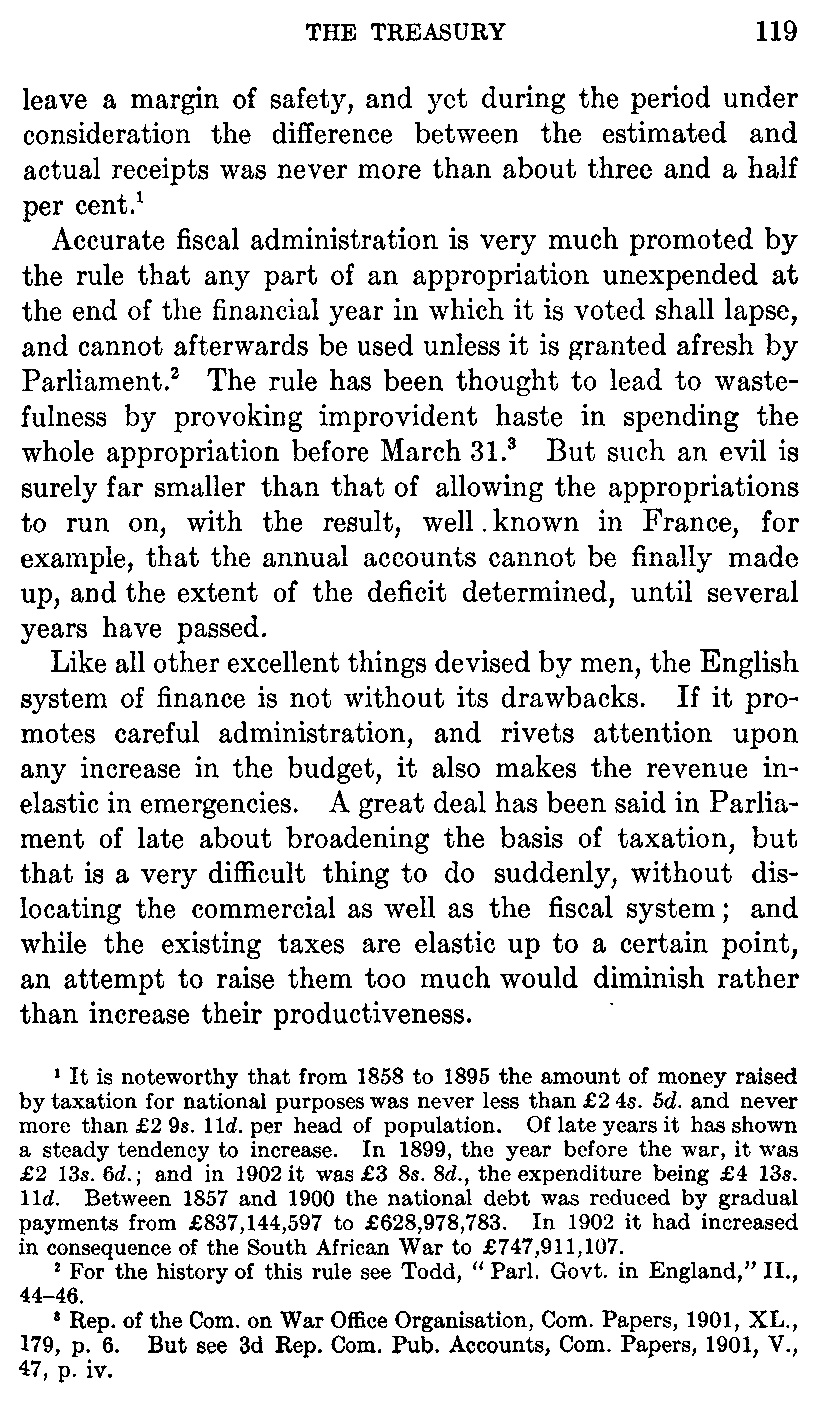 THE TREASURY 119
leave a margin of safety, and yet during the period under
consideration the difference between the estimated and
actual receipts was never more than about three and a half
per cent.¹
Accurate fiscal administration is very much promoted by
the rule that any part of an appropriation unexpended at
the end of the financial year in which it is voted shall lapse,
and cannot afterwards be used unless it is granted afresh by
Parliament.² The rule has been thought to lead to waste-
fulness by provoking improvident haste in spending the
whole appropriation before March 31.³ But such an evil is
surely far smaller than that of allowing the appropriations
to run on, with the result, well known in France, for
example, that the annual accounts cannot be finally made
up, and the extent of the deficit determined, until several
years have passed.
Like all other excellent things devised by men, the English
system of finance is not without its drawbacks. If it pro-
motes careful administration, and rivets attention upon
any increase in the budget, it also makes the revenue in-
elastic in emergencies. A great deal has been said in Parlia-
ment of late about broadening the basis of taxation, but
that is a very difficult thing to do suddenly, without dis-
locating the commercial as well as the fiscal system; and
while the existing taxes are elastic up to a certain point,
an attempt to raise them too much would diminish rather
than increase their productiveness.
¹ It is noteworthy that from 1858 to 1895 the amount of money raised
by taxation for national purposes was never less than £2 4s. 5d. and never
more than £2 9s. 11d. per head of population. Of late years it has shown
a steady tendency to increase. In 1899, the year before the war, it was
£2 13s. 6d.; and in 1902 it was £3 8s. 8d., the expenditure being £4 13s.
11d. Between 1857 and 1900 the national debt was reduced by gradual
payments from £837,144,597 to £628,978,783. In 1902 it had increased
in consequence of the South African War to £747,911,107.
² For the history of this rule see Todd, "Parl. Govt. in England," II.,
44–46.
³ Rep. of the Com. on War Office Organisation, Com. Papers, 1901, XL.,
179, p. 6. But see 3d Rep. Com. Pub. Accounts, Com. Papers, 1901, V.,
47, p. iv.